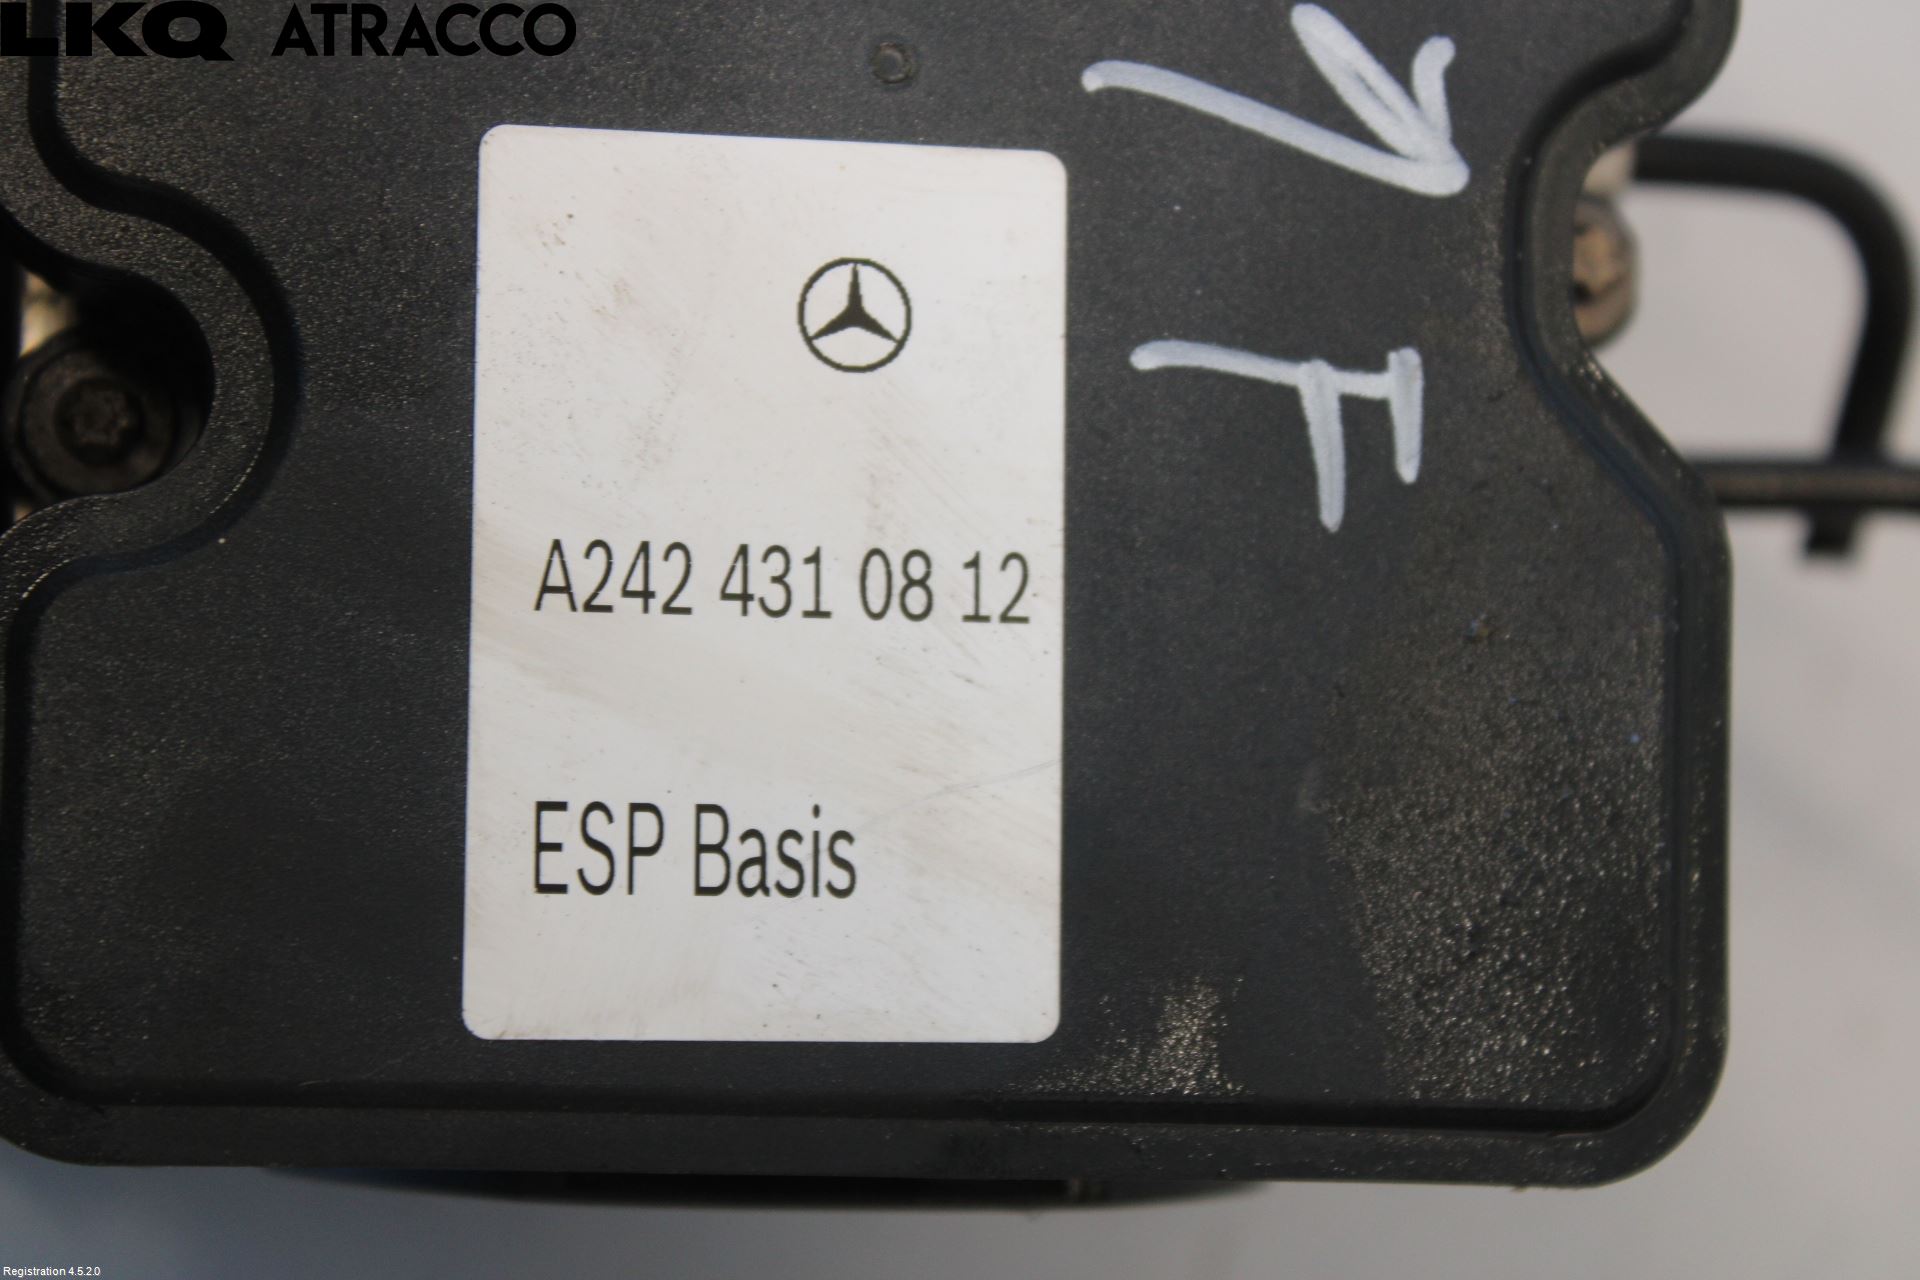 LKQ ATRACCO
A242 431 08 12
ESP Basis
Registration 4.5.2.0